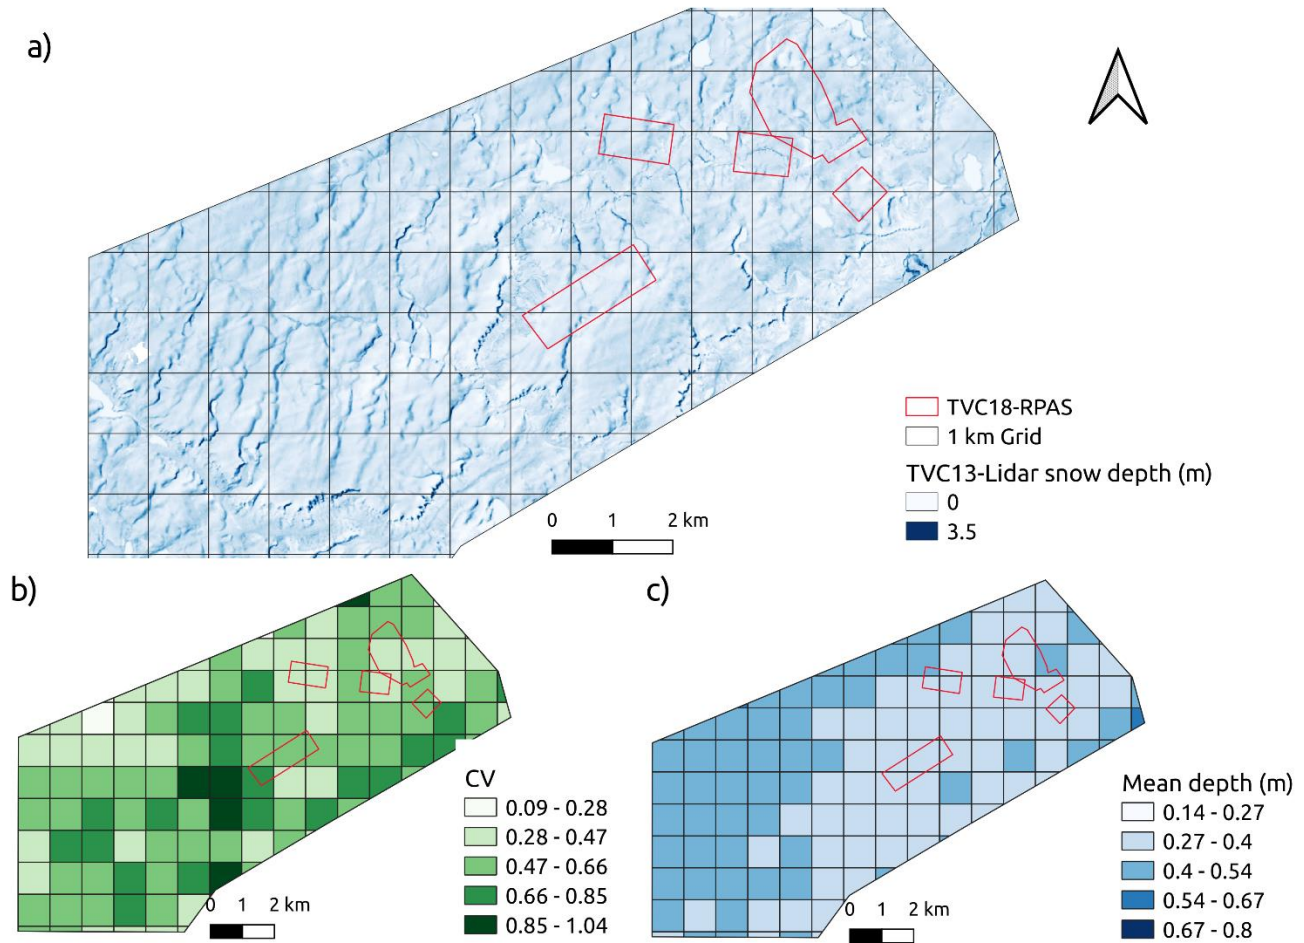 a)
TVC18-RPAS
1 km Grid
TVC13-Lidar snow depth (m)
0
3.5
0 1 2 km
b)
CV
0.09 - 0.28
0.28 - 0.47
0.47 - 0.66
0.66 - 0.85
0.85 - 1.04
0 1 2 km
c)
Mean depth (m)
0.14 - 0.27
0.27 - 0.4
0.4 - 0.54
0.54 - 0.67
0.67 - 0.8
0 1 2 km